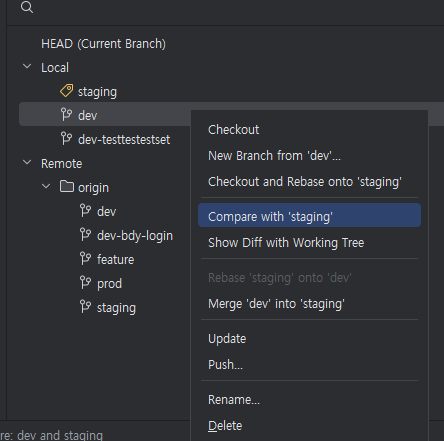 HEAD (Current Branch)
Local
staging
dev
dev-testtestestset
Remote
origin
dev
dev-bdy-login
feature
prod
staging
Checkout
New Branch from 'dev'...
Checkout and Rebase onto 'staging'
Compare with 'staging'
Show Diff with Working Tree
Rebase 'staging' onto 'dev'
Merge 'dev' into 'staging'
Update
Push...
Rename...
Delete
re: dev and staging